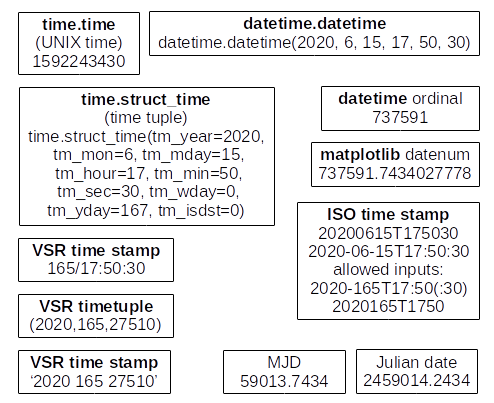 time.time
(UNIX time)
1592243430
datetime.datetime
datetime.datetime(2020, 6, 15, 17, 50, 30)
time.struct_time
(time tuple)
time.struct_time(tm_year=2020,
tm_mon=6, tm_mday=15,
tm_hour=17, tm_min=50,
tm_sec=30, tm_wday=0,
tm_yday=167, tm_isdst=0)
datetime ordinal
737591
matplotlib datenum
737591.7434027778
ISO time stamp
20200615T175030
2020-06-15T17:50:30
allowed inputs:
2020-165T17:50(:30)
2020165T1750
VSR time stamp
165/17:50:30
VSR timetuple
(2020,165,27510)
VSR time stamp
‘2020 165 27510’
MJD
59013.7434
Julian date
2459014.2434